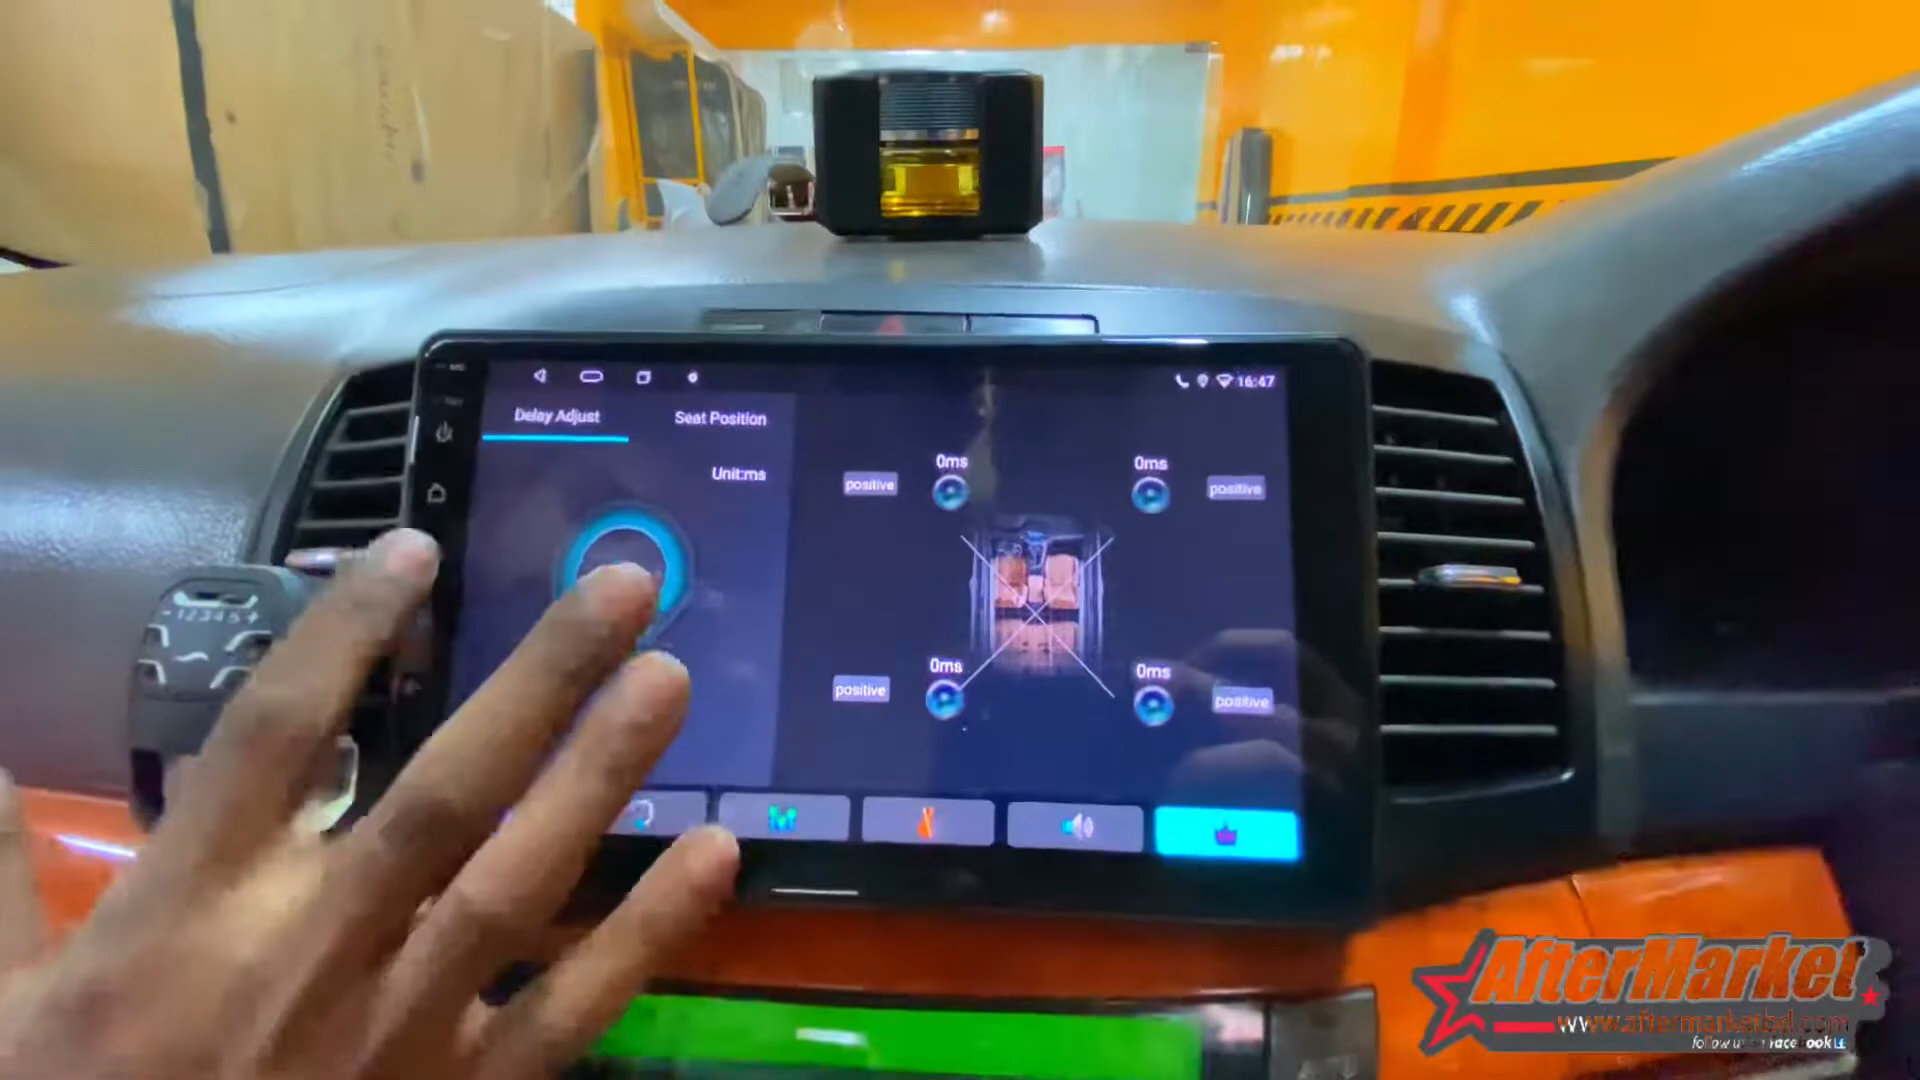 16:47
Delay Adjust
Seat Position
Unit:ms
0ms
0ms
positive
positive
0ms
0ms
positive
positive
-12345+
AfterMarket
www.aftermarketbd.com